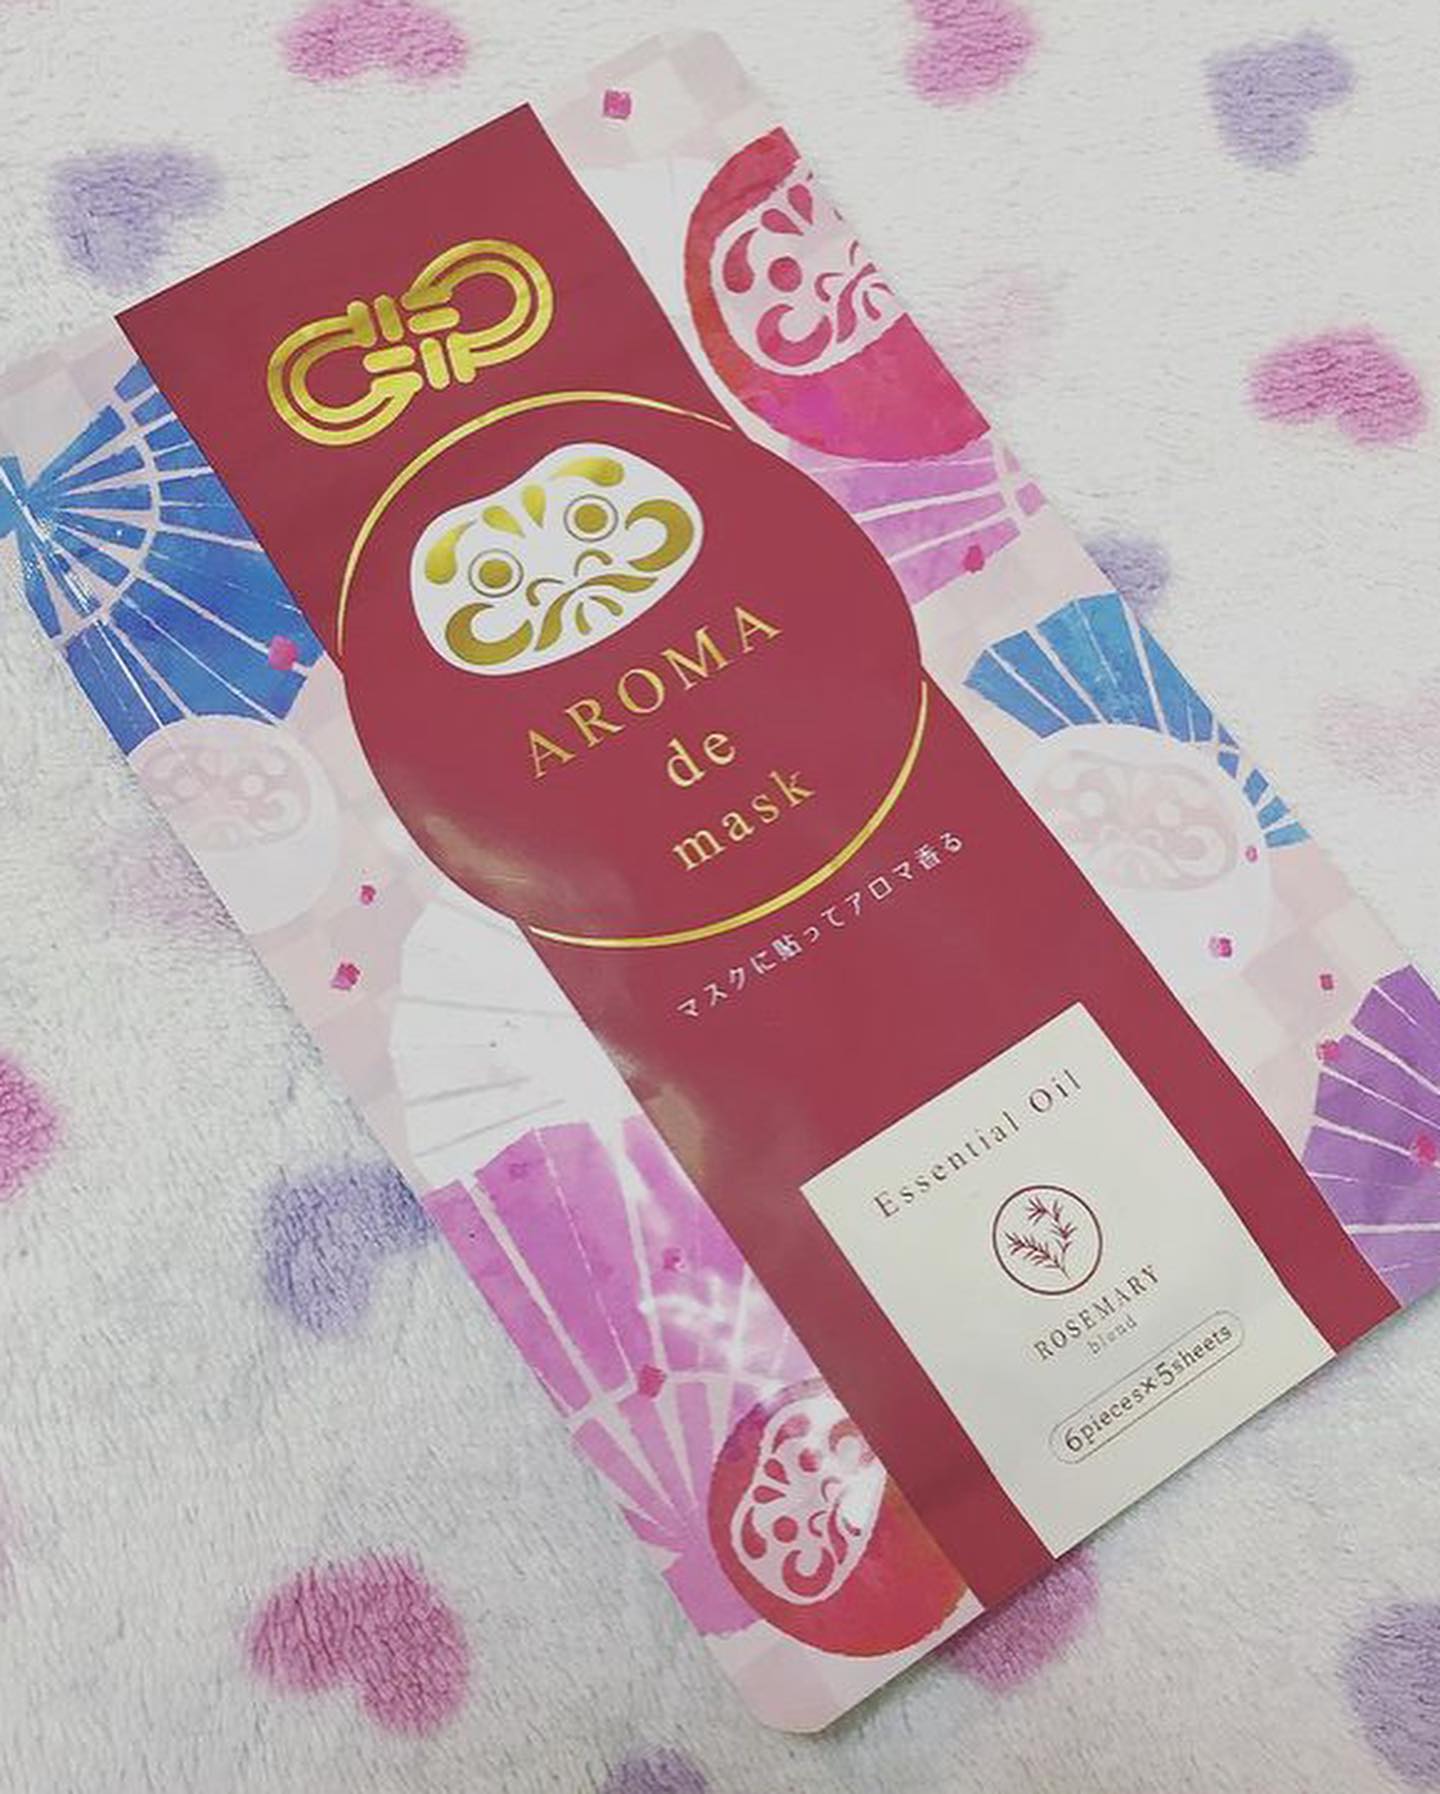 AROMA
de
mask
マスクに貼ってアロマ香る
Essential Oil
ROSEMARY
blend
6pieces×5sheets